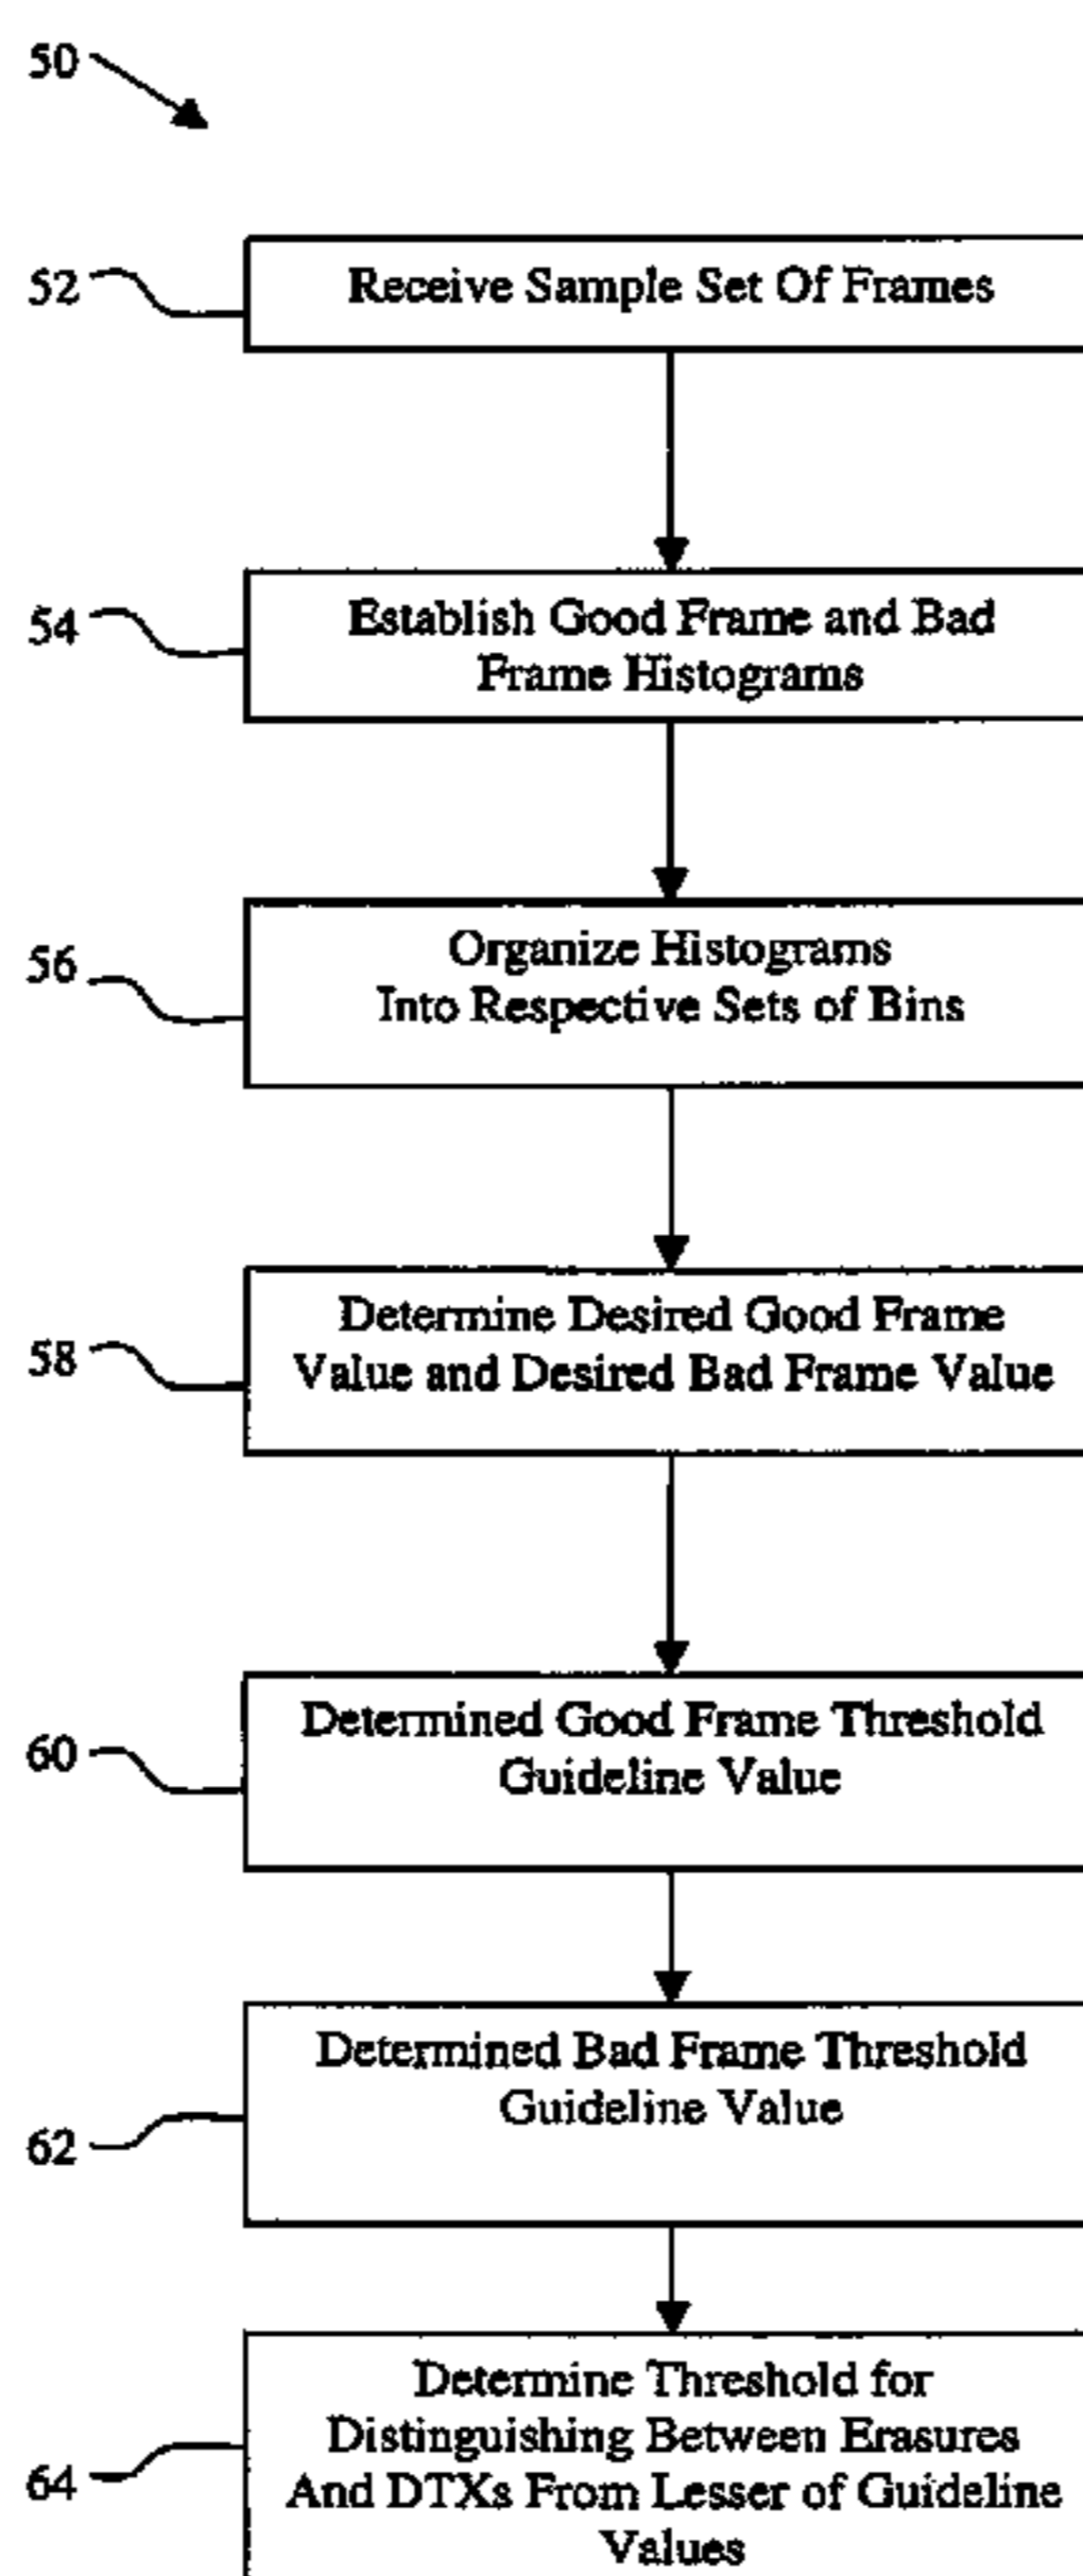 50
52
Receive Sample Set Of Frames
54
Establish Good Frame and Bad
Frame Histograms
56
Organize Histograms
Into Respective Sets of Bins
58
Determine Desired Good Frame
Value and Desired Bad Frame Value
60
Determined Good Frame Threshold
Guideline Value
62
Determined Bad Frame Threshold
Guideline Value
64
Determine Threshold for
Distinguishing Between Erasures
And DTXs From Lesser of Guideline
Values